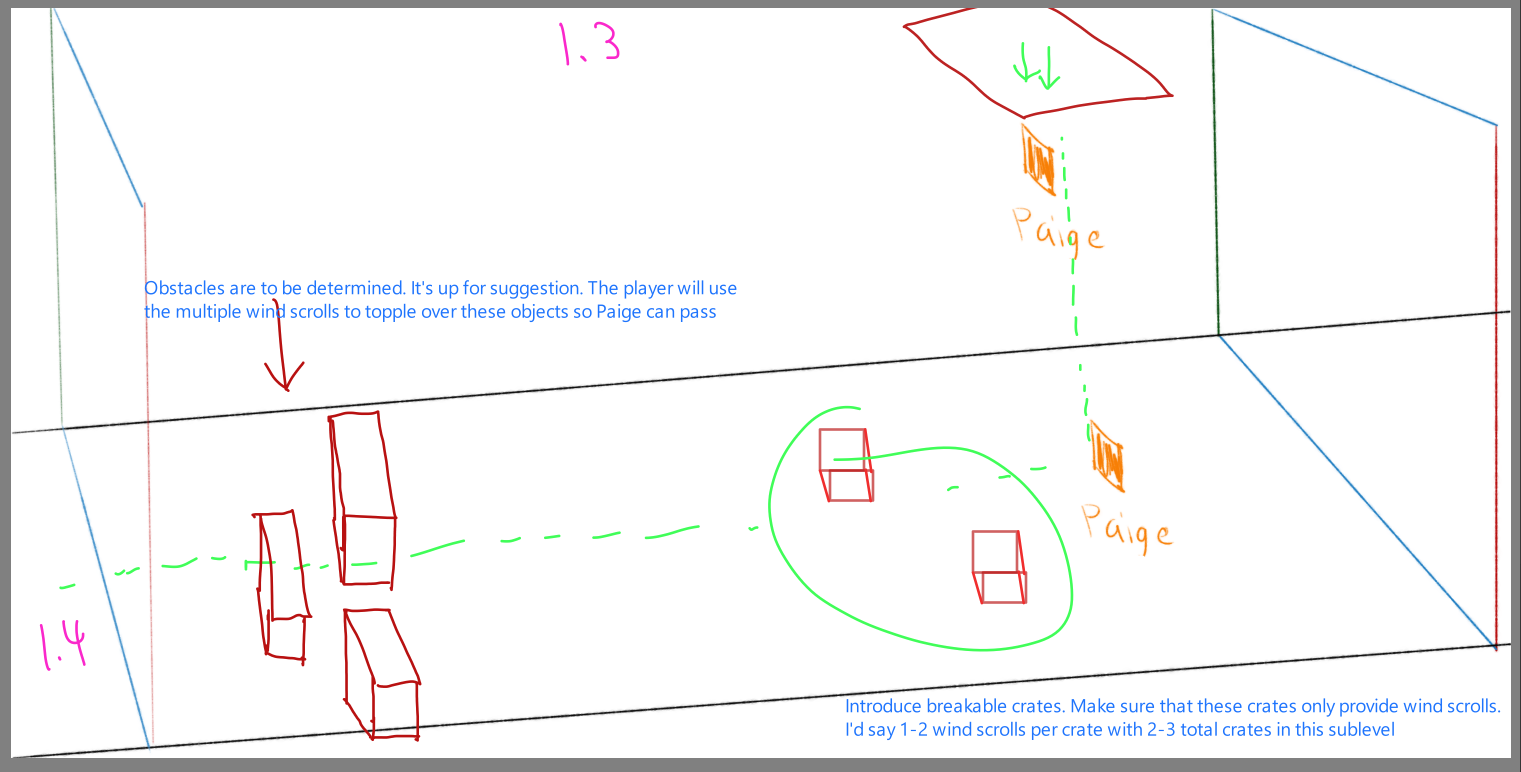 1.3
Paige
Obstacles are to be determined. It's up for suggestion. The player will use
the multiple wind scrolls to topple over these objects so Paige can pass
Paige
1.4
Introduce breakable crates. Make sure that these crates only provide wind scrolls.
I'd say 1-2 wind scrolls per crate with 2-3 total crates in this sublevel